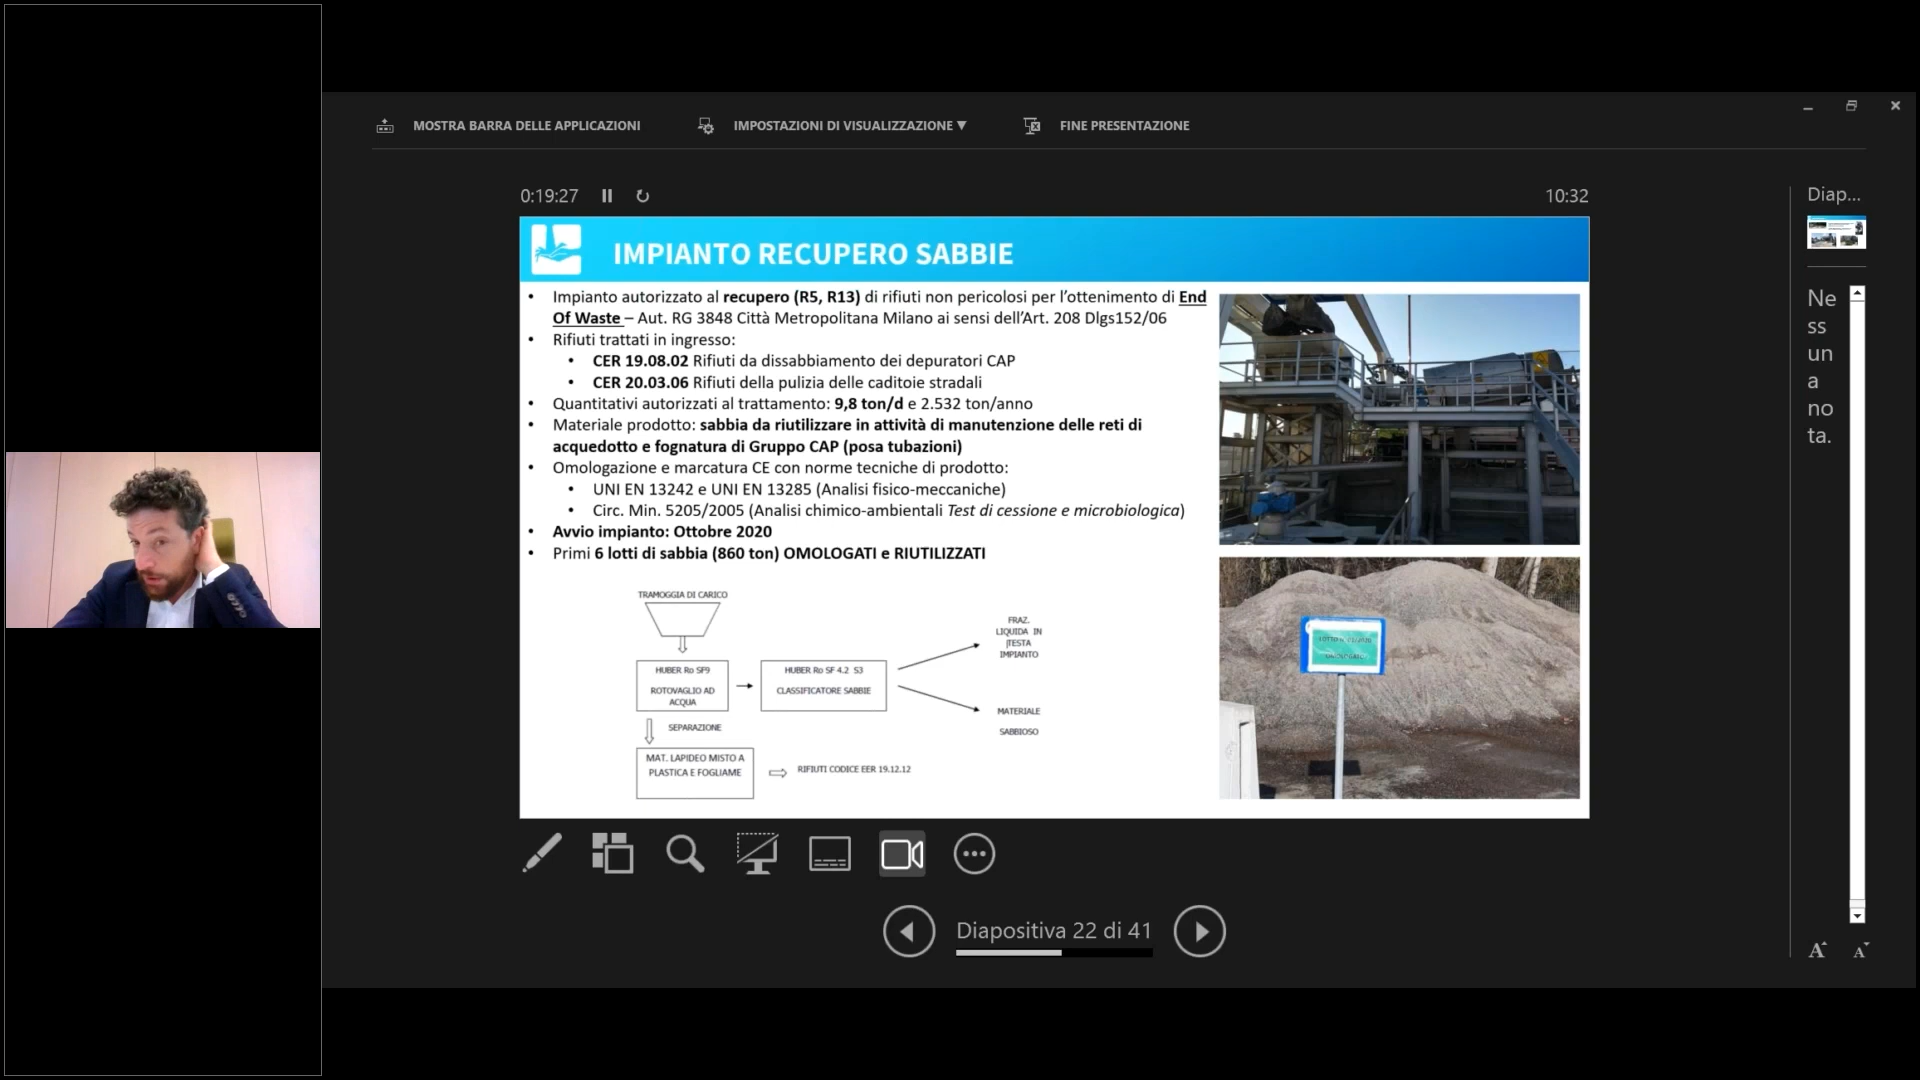 MOSTRA BARRA DELLE APPLICAZIONI
IMPOSTAZIONI DI VISUALIZZAZIONE ▼
FINE PRESENTAZIONE
0:19:27
10:32
IMPIANTO RECUPERO SABBIE
• Impianto autorizzato al recupero (R5, R13) di rifiuti non pericolosi per l'ottenimento di End
Of Waste – Aut. RG 3848 Città Metropolitana Milano ai sensi dell'Art. 208 Dlgs152/06
• Rifiuti trattati in ingresso:
• CER 19.08.02 Rifiuti da dissabbiamento dei depuratori CAP
• CER 20.03.06 Rifiuti della pulizia delle caditoie stradali
• Quantitativi autorizzati al trattamento: 9,8 ton/d e 2.532 ton/anno
• Materiale prodotto: sabbia da riutilizzare in attività di manutenzione delle reti di
acquedotto e fognatura di Gruppo CAP (posa tubazioni)
• Omologazione e marcatura CE con norme tecniche di prodotto:
• UNI EN 13242 e UNI EN 13285 (Analisi fisico-meccaniche)
• Circ. Min. 5205/2005 (Analisi chimico-ambientali Test di cessione e microbiologica)
• Avvio impianto: Ottobre 2020
• Primi 6 lotti di sabbia (860 ton) OMOLOGATI e RIUTILIZZATI
TRAMOGGIA DI CARICO
HUBER Ro SF9
ROTOVAGLIO AD
ACQUA
HUBER Ro SF 4.2 S3
CLASSIFICATORE SABBIE
FRAZ.
LIQUIDA IN
TESTA
IMPIANTO
MATERIALE
SABBIOSO
SEPARAZIONE
MAT. LAPIDEO MISTO A
PLASTICA E FOGLIAME
RIFIUTI CODICE EER 19.12.12
Diapositiva 22 di 41
Diap...
Ne
ss
un
a
no
ta.
A A